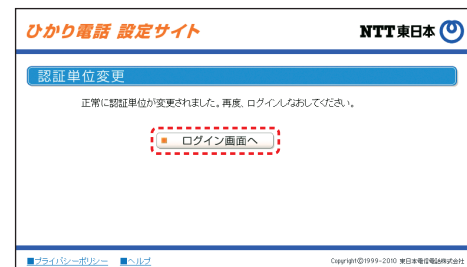 ひかり電話 設定サイト
NTT東日本
認証単位変更
正常に認証単位が変更されました。再度、ログインしなおしてください。
ログイン画面へ
■プライバシーポリシー ■ヘルプ
Copyright©1999-2010 東日本電信電話株式会社